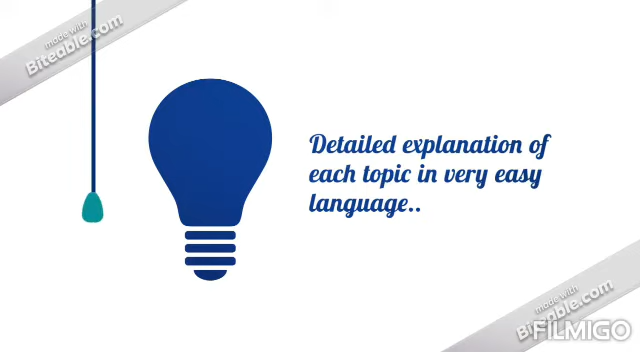 made with
Biteable.com
Detailed explanation of
each topic in very easy
language..
made with
Biteable.com
FILMIGO